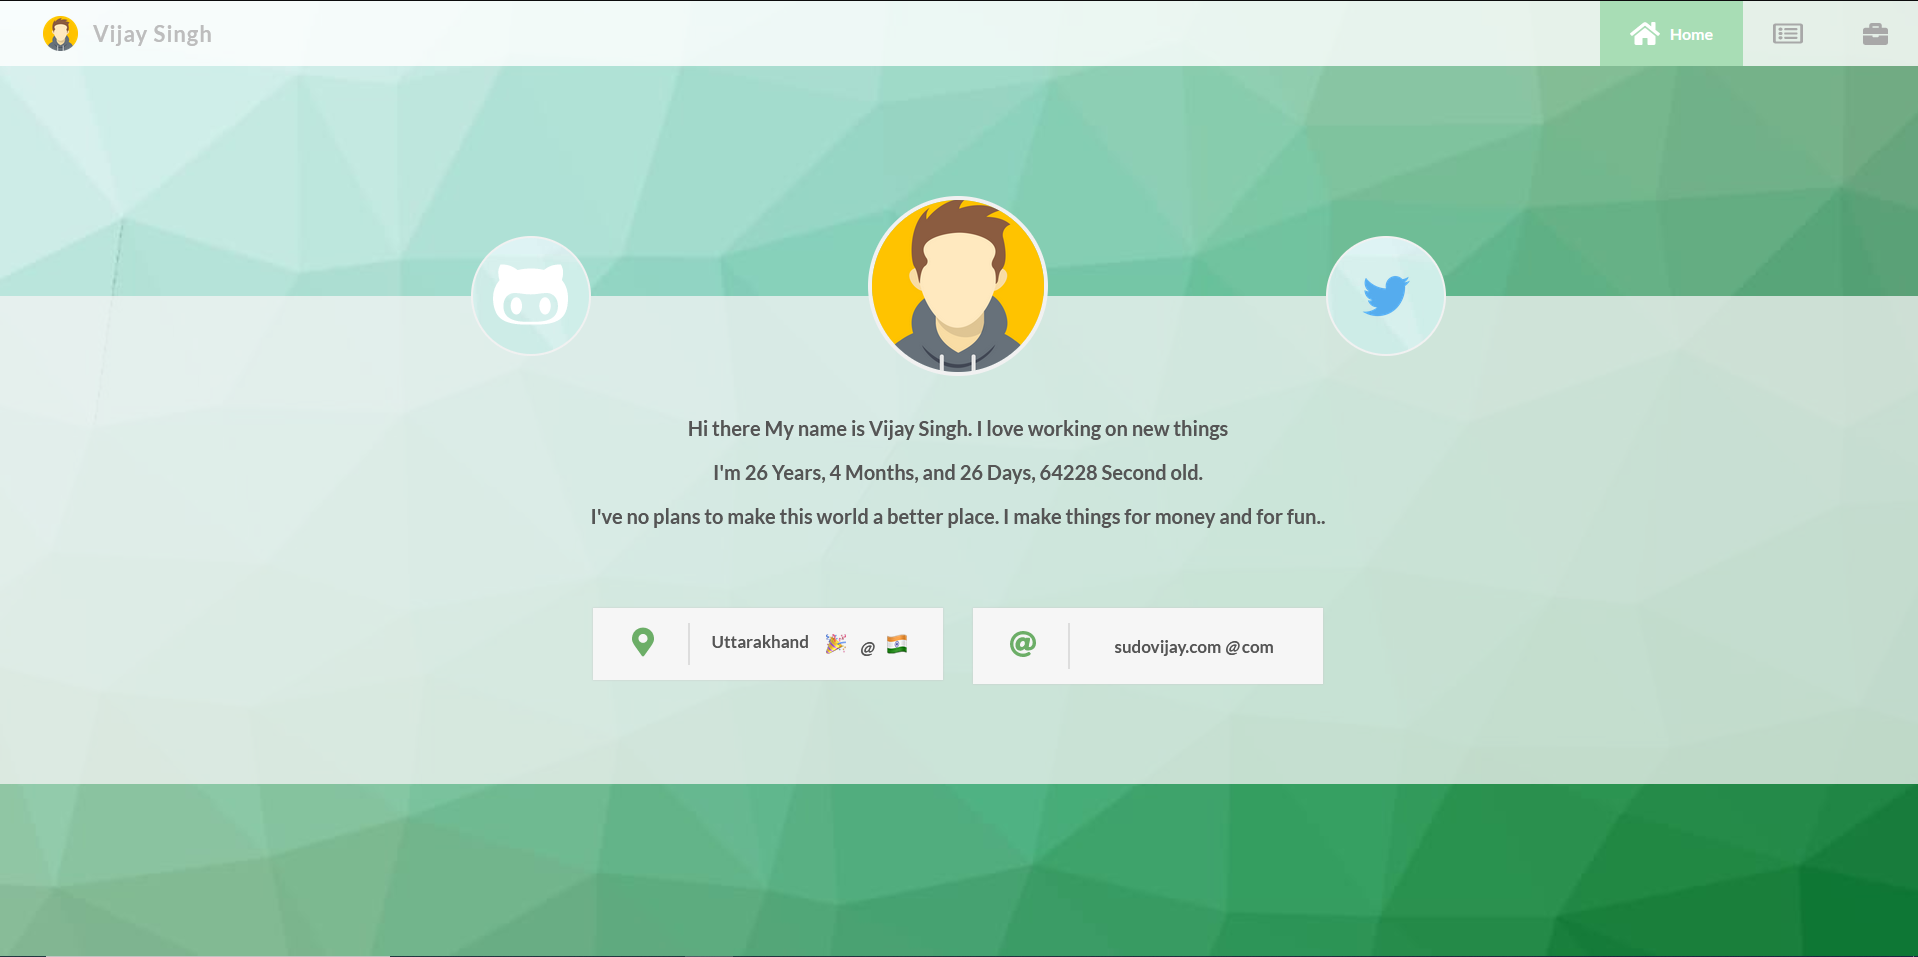 Vijay Singh
Home
Hi there My name is Vijay Singh. I love working on new things
I'm 26 Years, 4 Months, and 26 Days, 64228 Second old.
I've no plans to make this world a better place. I make things for money and for fun..
Uttarakhand 🎉 @ 🇮🇳
@ sudovijay.com @com